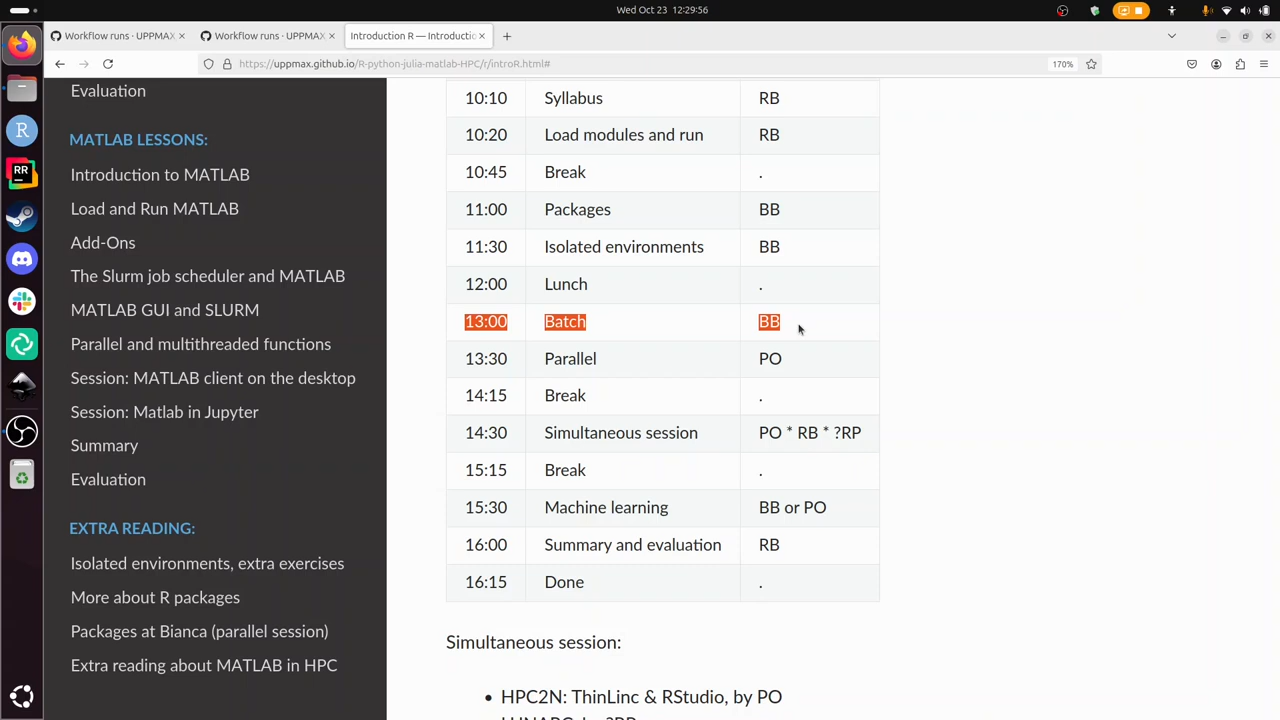 Wed Oct 23 12:29:56
Workflow runs · UPPMAX
Workflow runs · UPPMAX
Introduction R — Introductio
https://uppmax.github.io/R-python-julia-matlab-HPC/r/introR.html#
170%
Evaluation
MATLAB LESSONS:
Introduction to MATLAB
Load and Run MATLAB
Add-Ons
The Slurm job scheduler and MATLAB
MATLAB GUI and SLURM
Parallel and multithreaded functions
Session: MATLAB client on the desktop
Session: Matlab in Jupyter
Summary
Evaluation
EXTRA READING:
Isolated environments, extra exercises
More about R packages
Packages at Bianca (parallel session)
Extra reading about MATLAB in HPC
10:10 Syllabus RB
10:20 Load modules and run RB
10:45 Break .
11:00 Packages BB
11:30 Isolated environments BB
12:00 Lunch .
13:00 Batch BB
13:30 Parallel PO
14:15 Break .
14:30 Simultaneous session PO * RB * ?RP
15:15 Break .
15:30 Machine learning BB or PO
16:00 Summary and evaluation RB
16:15 Done .
Simultaneous session:
• HPC2N: ThinLinc & RStudio, by PO